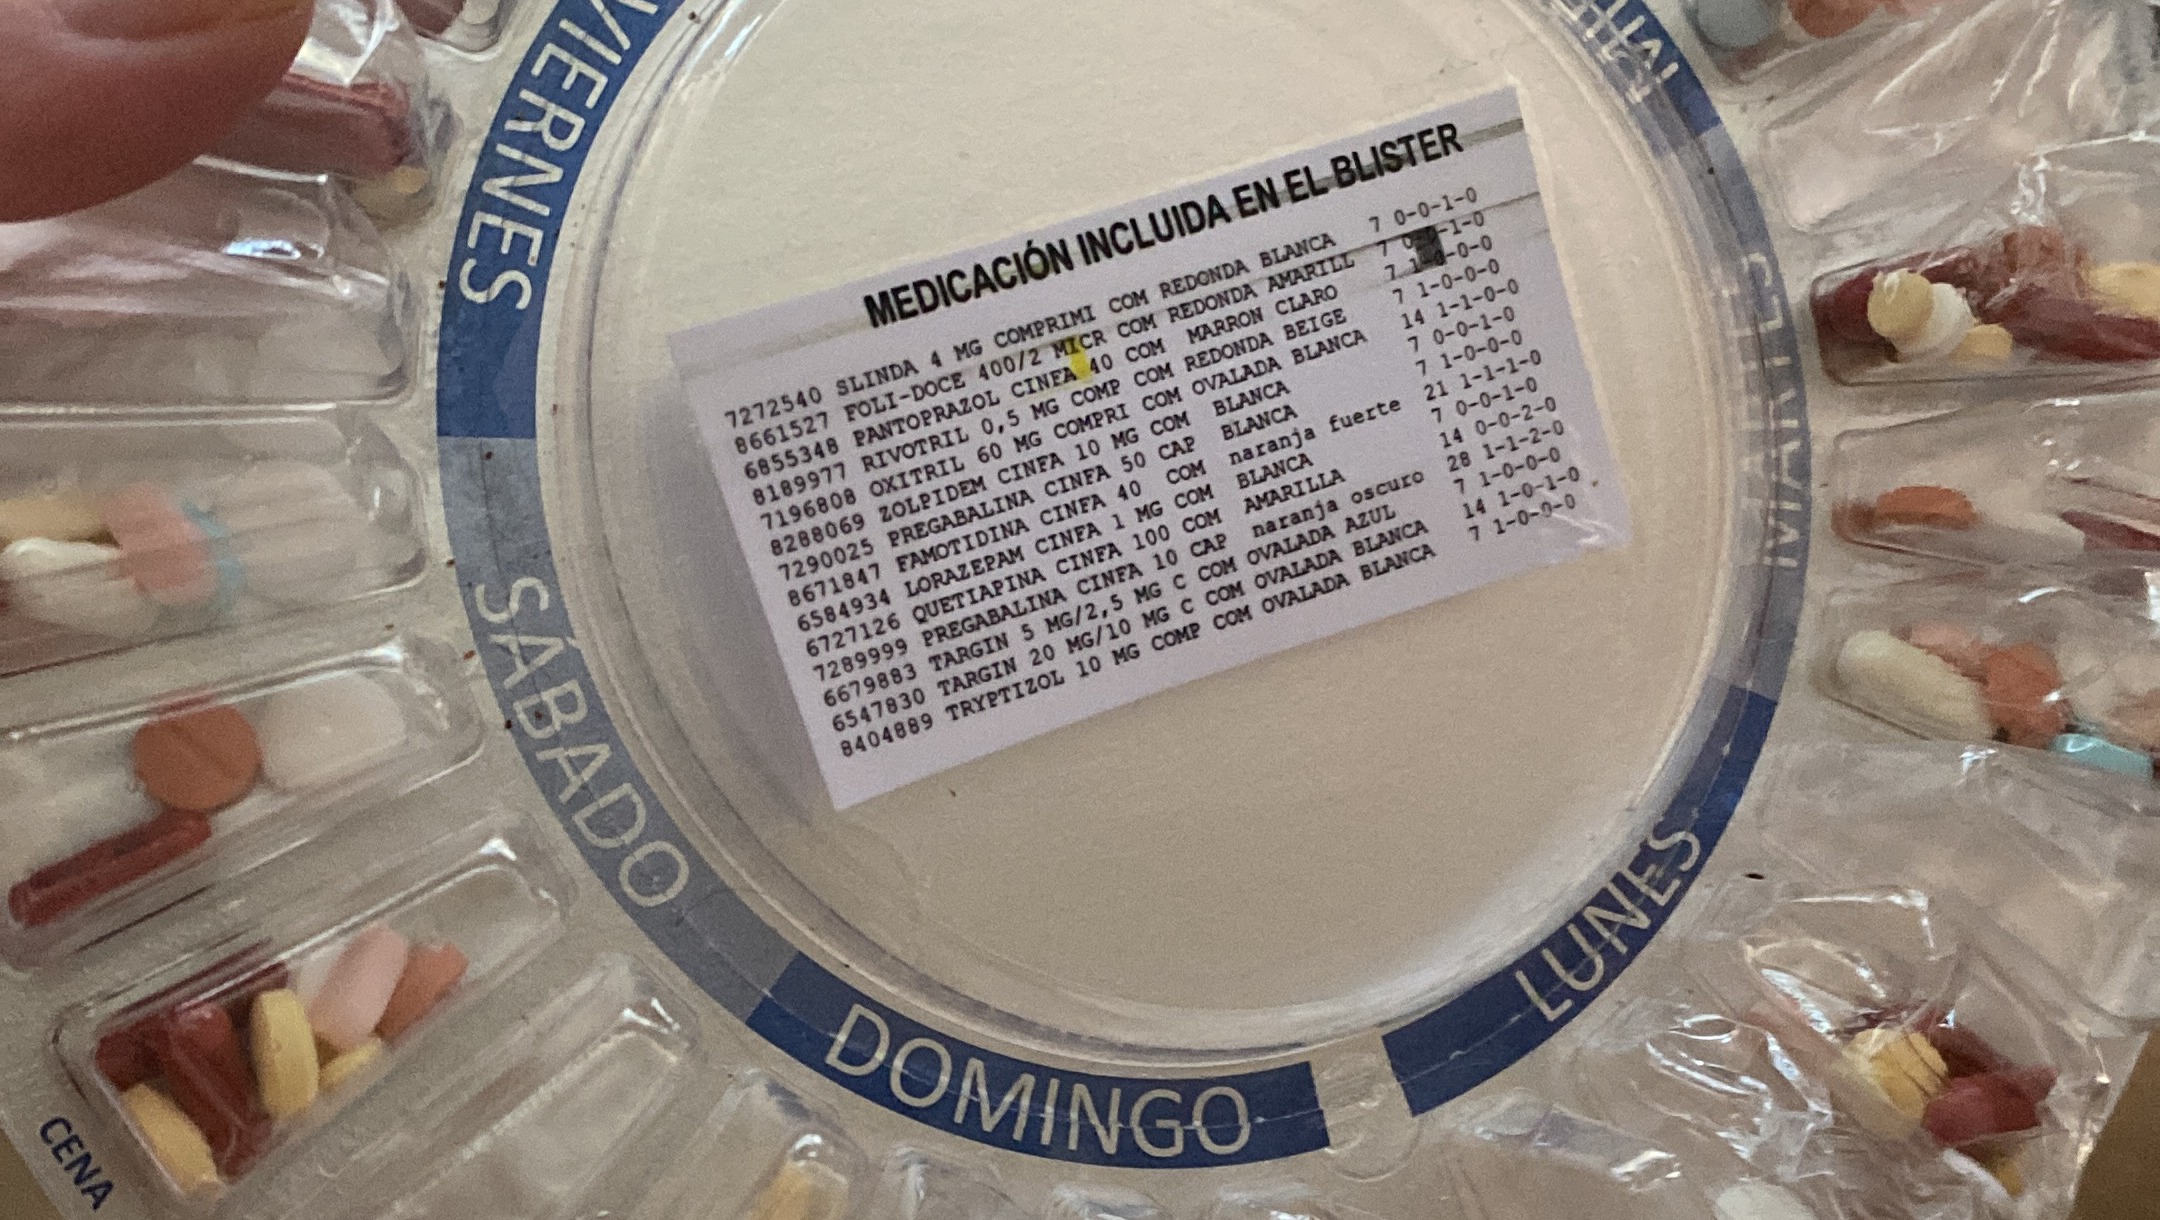 VIERNES
MEDICACIÓN INCLUIDA EN EL BLISTER
7272540 SLINDA 4 MG COMPRIMI COM REDONDA BLANCA 7 0-0-1-0
8661527 FOLI-DOCE 400/2 MICR COM REDONDA AMARILL 7 0-0-1-0
6855348 PANTOPRAZOL CINFA 40 COM MARRON CLARO 7 1-0-0-0
8189977 RIVOTRIL 0,5 MG COMP COM REDONDA BEIGE 7 1-0-0-0
7196808 OXITRIL 60 MG COMPRI COM OVALADA BLANCA 14 1-1-0-0
8288069 ZOLPIDEM CINFA 10 MG COM BLANCA 7 0-0-1-0
7290025 PREGABALINA CINFA 50 CAP BLANCA 7 1-0-0-0
8671847 FAMOTIDINA CINFA 40 COM naranja fuerte 21 1-1-1-0
6584934 LORAZEPAM CINFA 1 MG COM BLANCA 7 0-0-1-0
6727126 QUETIAPINA CINFA 100 COM AMARILLA 14 0-0-2-0
7289999 PREGABALINA CINFA 10 CAP naranja oscuro 28 1-1-2-0
6679883 TARGIN 5 MG/2,5 MG C COM OVALADA AZUL 7 1-0-0-0
6547830 TARGIN 20 MG/10 MG C COM OVALADA BLANCA 14 1-0-1-0
8404889 TRYPTIZOL 10 MG COMP COM OVALADA BLANCA 7 1-0-0-0
MARTES
SÁBADO
LUNES
DOMINGO
CENA